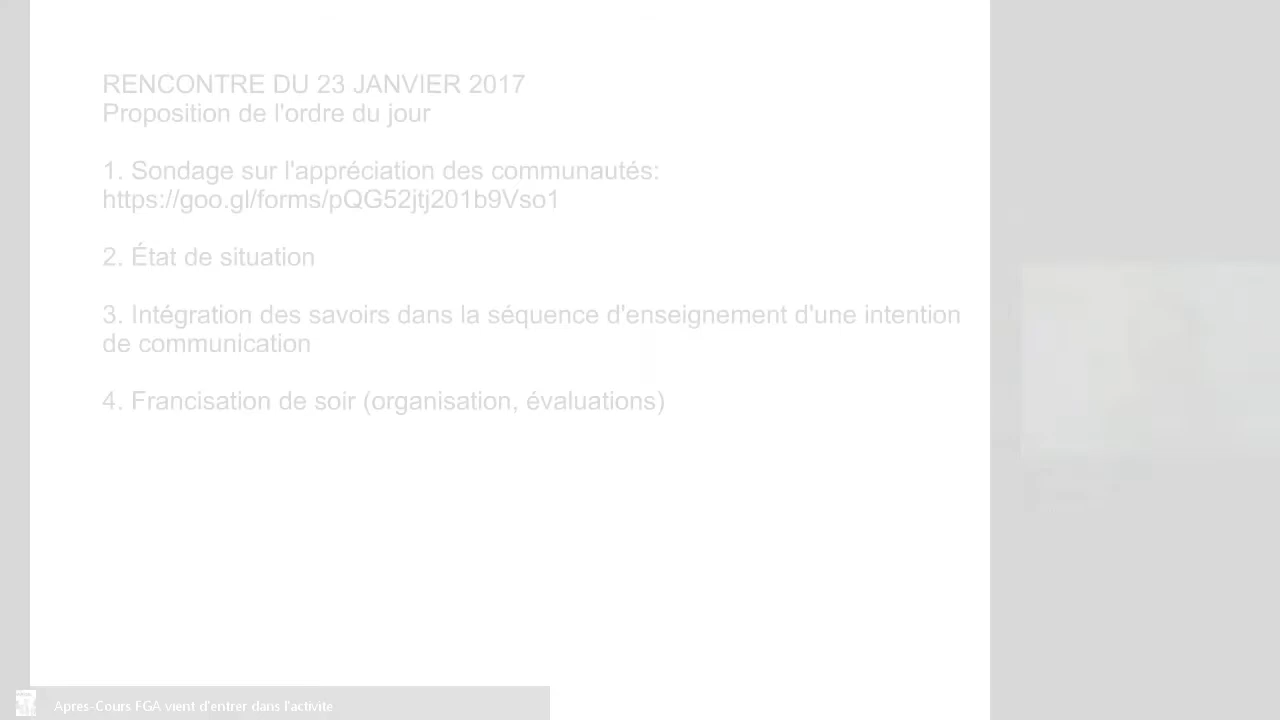 RENCONTRE DU 23 JANVIER 2017
Proposition de l'ordre du jour
1. Sondage sur l'appréciation des communautés:
https://goo.gl/forms/pQG52jtj201b9Vso1
2. État de situation
3. Intégration des savoirs dans la séquence d'enseignement d'une intention
de communication
4. Francisation de soir (organisation, évaluations)
Apres-Cours FGA vient d'entrer dans l'activite